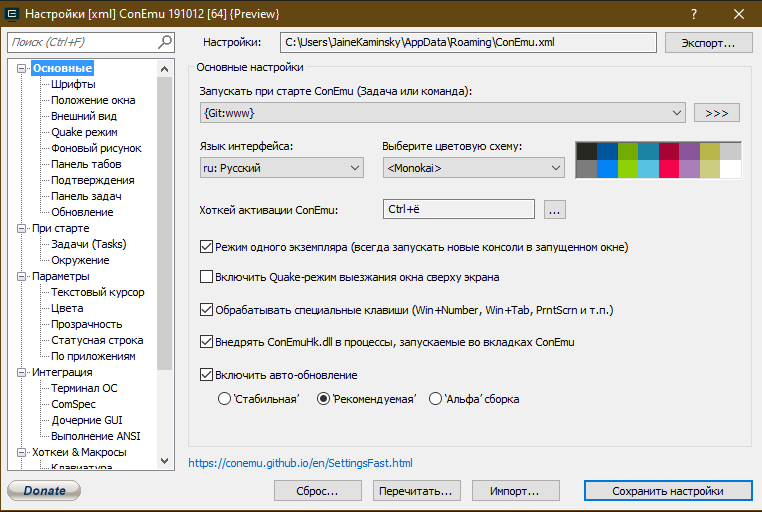 Настройки [xml] ConEmu 191012 [64] {Preview}
Поиск (Ctrl+F)
Настройки:
C:\Users\JaineKaminsky\AppData\Roaming\ConEmu.xml
Экспорт...
Основные
Шрифты
Положение окна
Внешний вид
Quake режим
Фоновый рисунок
Панель табов
Подтверждения
Панель задач
Обновление
При старте
Задачи (Tasks)
Окружение
Параметры
Текстовый курсор
Цвета
Прозрачность
Статусная строка
По приложениям
Интеграция
Терминал ОС
ComSpec
Дочерние GUI
Выполнение ANSI
Хоткеи & Макросы
Клавиатура
Основные настройки
Запускать при старте ConEmu (Задача или команда):
{Git:www}
>>>
Язык интерфейса:
Выберите цветовую схему:
ru: Русский
<Monokai>
Хоткей активации ConEmu:
Ctrl+ё
...
Режим одного экземпляра (всегда запускать новые консоли в запущенном окне)
Включить Quake-режим выезжания окна сверху экрана
Обрабатывать специальные клавиши (Win+Number, Win+Tab, PrntScrn и т.п.)
Внедрять ConEmuHk.dll в процессы, запускаемые во вкладках ConEmu
Включить авто-обновление
'Стабильная'
'Рекомендуемая'
'Альфа' сборка
https://conemu.github.io/en/SettingsFast.html
Donate
Сброс...
Перечитать...
Импорт...
Сохранить настройки